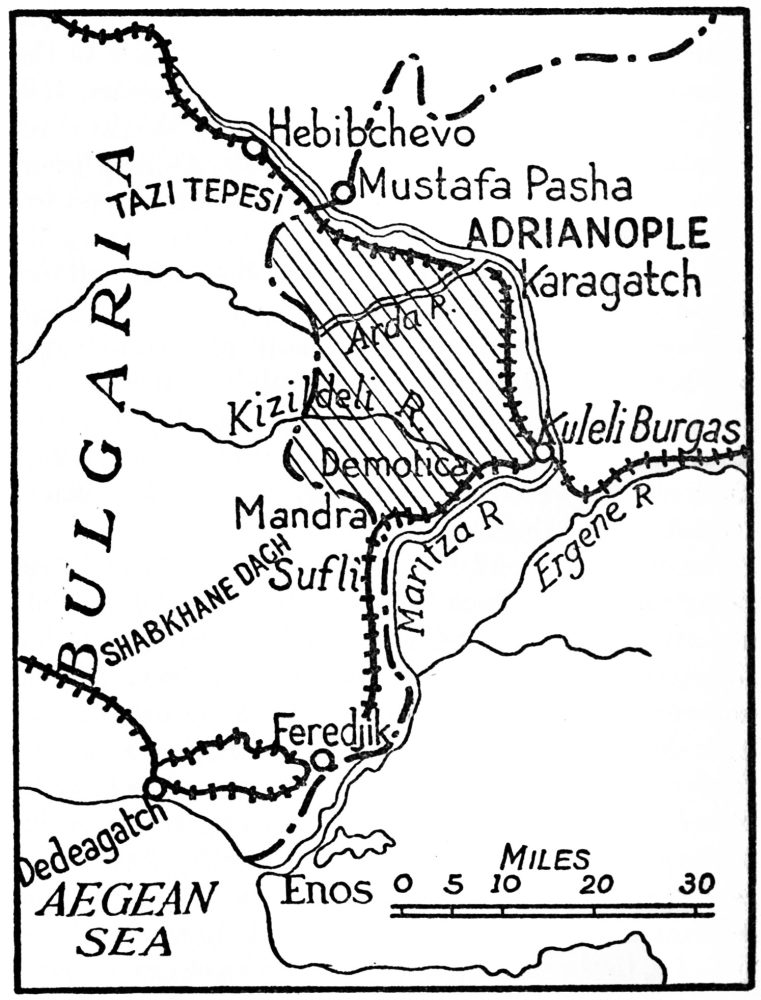 Hebibchevo
TAZI TEPESI
Mustafa Pasha
ADRIANOPLE
Karagatch
BULGARIA
Arda R.
Kizildeli R.
Kuleli Burgas
Demotica
Mandra
Maritza R
Ergene R
Sufli
SHABKHANE DAGH
Feredjik
Dedeagatch
Enos
MILES
0 5 10 20 30
AEGEAN
SEA